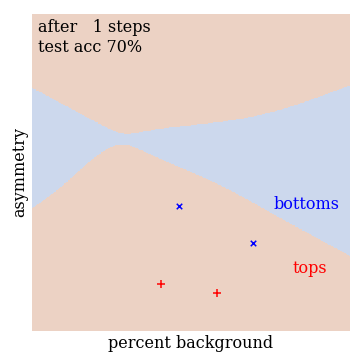 after   1 steps
test acc 70%
asymmetry
bottoms
tops
percent background